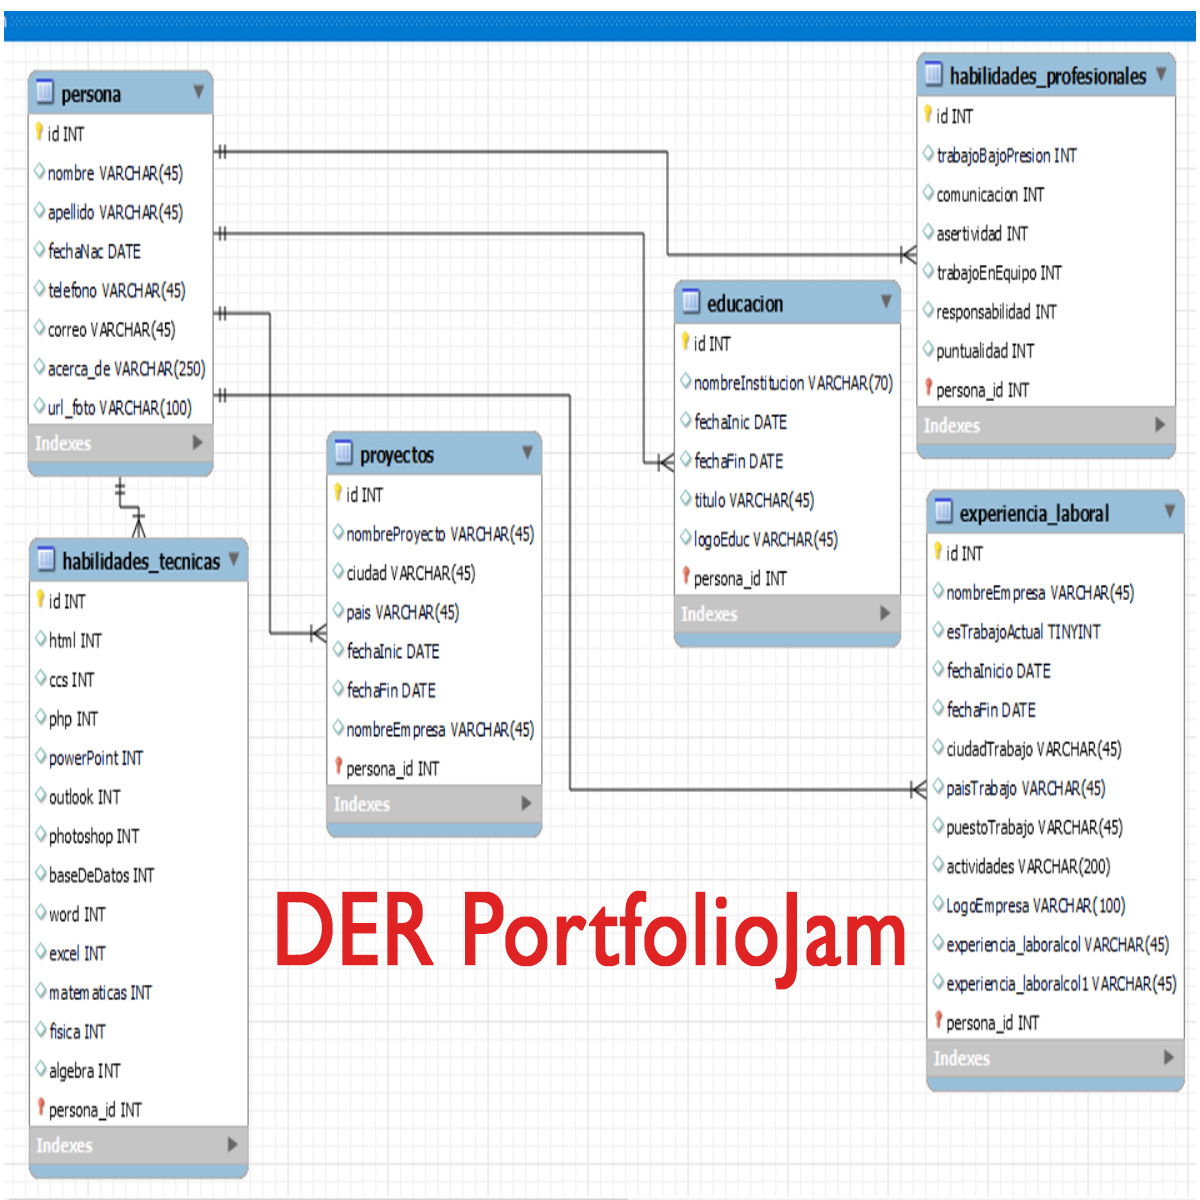 persona
id INT
nombre VARCHAR(45)
apellido VARCHAR(45)
fechaNac DATE
telefono VARCHAR(45)
correo VARCHAR(45)
acerca_de VARCHAR(250)
url_foto VARCHAR(100)
Indexes
habilidades_tecnicas
id INT
html INT
ccs INT
php INT
powerPoint INT
outlook INT
photoshop INT
baseDeDatos INT
word INT
excel INT
matematicas INT
fisica INT
algebra INT
persona_id INT
Indexes
proyectos
id INT
nombreProyecto VARCHAR(45)
ciudad VARCHAR(45)
pais VARCHAR(45)
fechaInic DATE
fechaFin DATE
nombreEmpresa VARCHAR(45)
persona_id INT
Indexes
educacion
id INT
nombreInstitucion VARCHAR(70)
fechaInic DATE
fechaFin DATE
titulo VARCHAR(45)
logoEduc VARCHAR(45)
persona_id INT
Indexes
habilidades_profesionales
id INT
trabajoBajoPresion INT
comunicacion INT
asertividad INT
trabajoEnEquipo INT
responsabilidad INT
puntualidad INT
persona_id INT
Indexes
experiencia_laboral
id INT
nombreEmpresa VARCHAR(45)
esTrabajoActual TINYINT
fechaInicio DATE
fechaFin DATE
ciudadTrabajo VARCHAR(45)
paisTrabajo VARCHAR(45)
puestoTrabajo VARCHAR(45)
actividades VARCHAR(200)
LogoEmpresa VARCHAR(100)
experiencia_laboralcol VARCHAR(45)
experiencia_laboralcol1 VARCHAR(45)
persona_id INT
Indexes
DER PortfolioJam